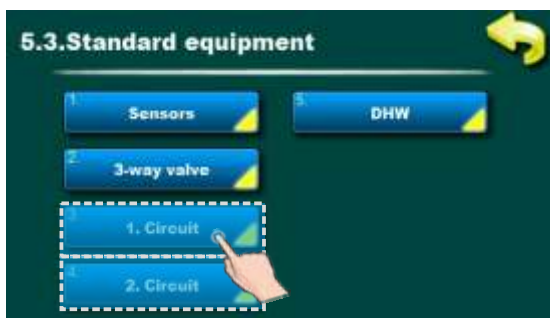 5.3.Standard equipment
1. Sensors
5. DHW
2. 3-way valve
3. 1. Circuit
4. 2. Circuit